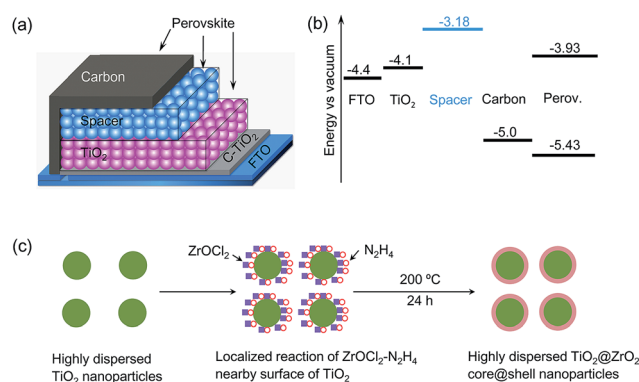 (a)
Perovskite
Carbon
Spacer
TiO₂
C-TiO₂
FTO
(b)
Energy vs vacuum
-3.18
-4.4
-4.1
-3.93
FTO
TiO₂
Spacer
Carbon
Perov.
-5.0
-5.43
(c)
ZrOCl₂
N₂H₄
200 ºC
24 h
Highly dispersed
TiO₂ nanoparticles
Localized reaction of ZrOCl₂-N₂H₄
nearby surface of TiO₂
Highly dispersed TiO₂@ZrO₂
core@shell nanoparticles